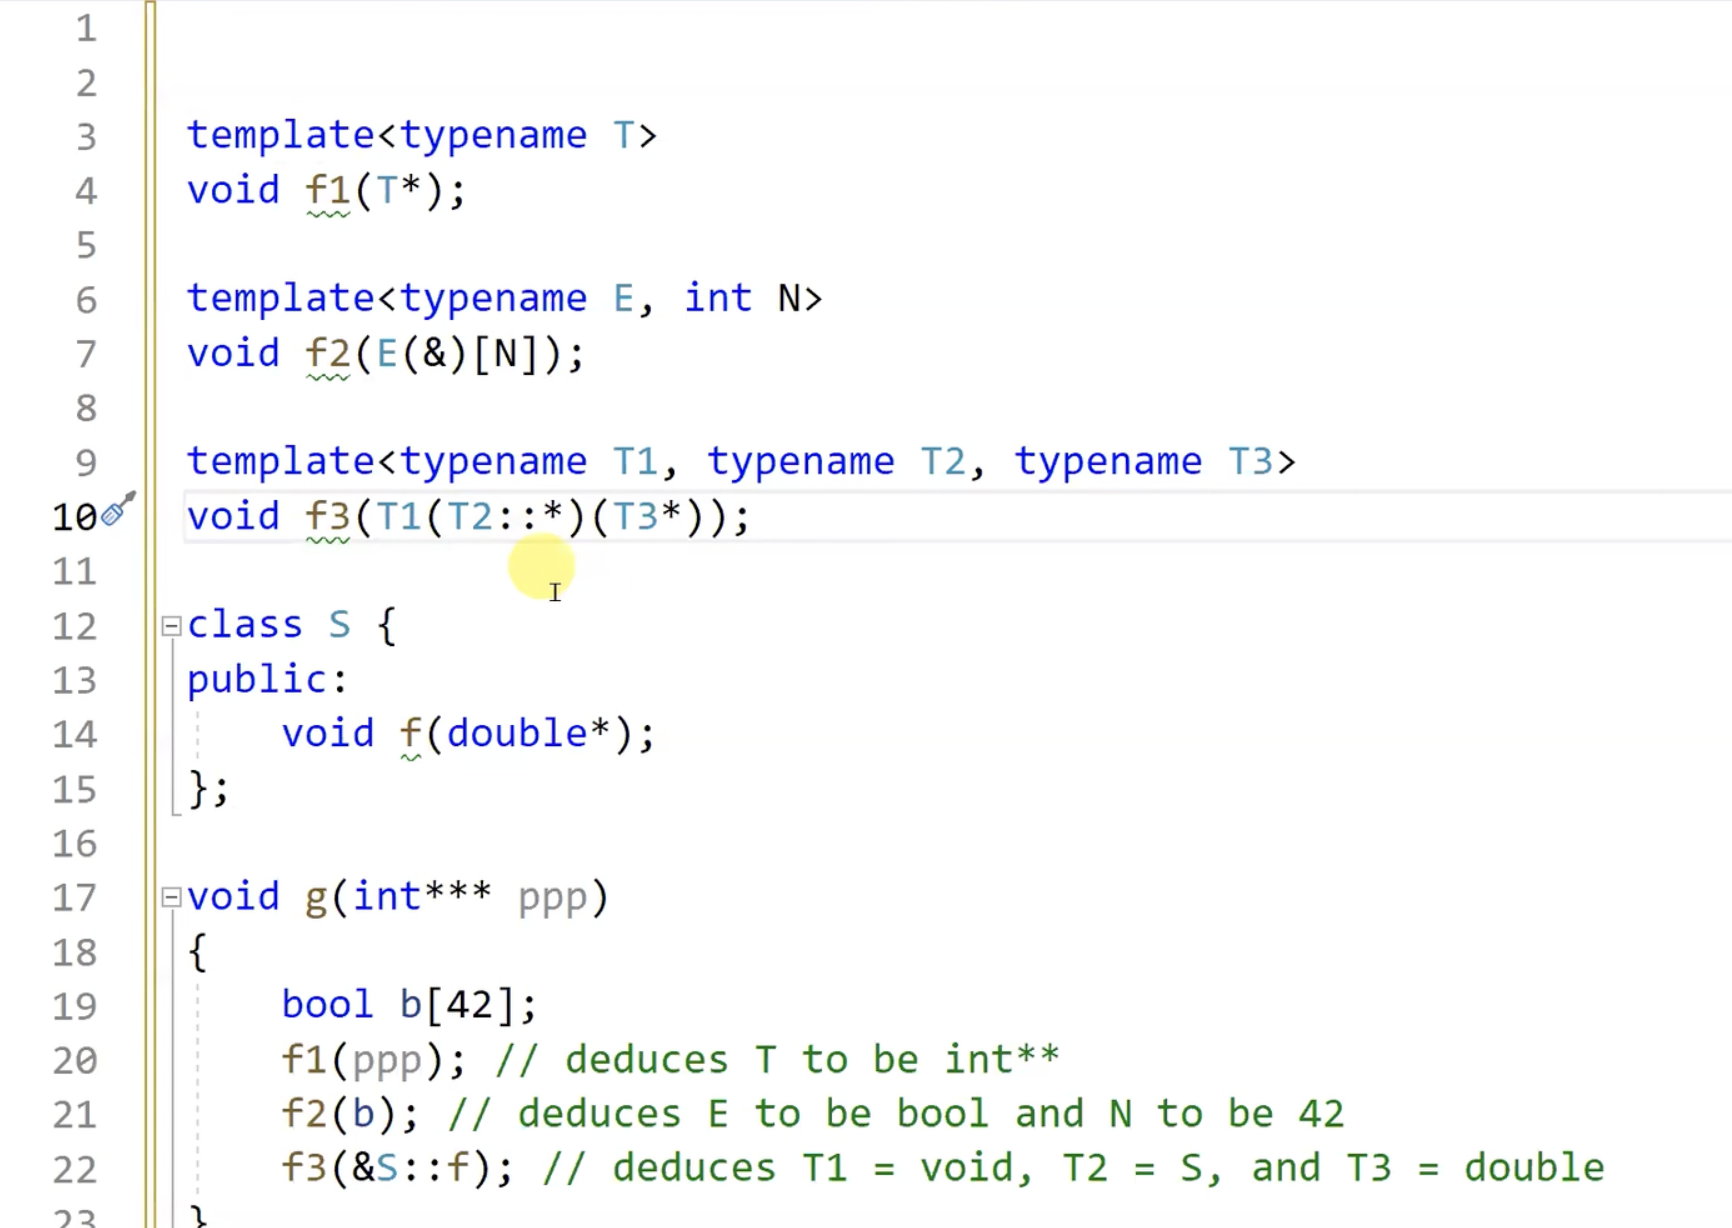 1
2
3 template<typename T>
4 void f1(T*);
5
6 template<typename E, int N>
7 void f2(E(&)[N]);
8
9 template<typename T1, typename T2, typename T3>
10 void f3(T1(T2::*)(T3*));
11
12 class S {
13 public:
14 void f(double*);
15 };
16
17 void g(int*** ppp)
18 {
19 bool b[42];
20 f1(ppp); // deduces T to be int**
21 f2(b); // deduces E to be bool and N to be 42
22 f3(&S::f); // deduces T1 = void, T2 = S, and T3 = double
23 }